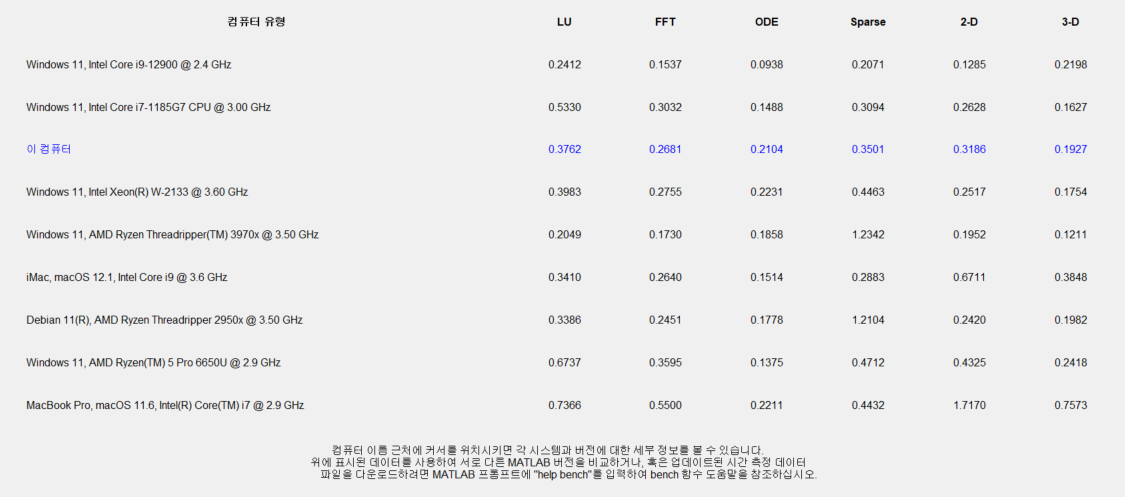 컴퓨터 유형 LU FFT ODE Sparse 2-D 3-D
Windows 11, Intel Core i9-12900 @ 2.4 GHz 0.2412 0.1537 0.0938 0.2071 0.1285 0.2198
Windows 11, Intel Core i7-1185G7 CPU @ 3.00 GHz 0.5330 0.3032 0.1488 0.3094 0.2628 0.1627
이 컴퓨터 0.3762 0.2681 0.2104 0.3501 0.3186 0.1927
Windows 11, Intel Xeon(R) W-2133 @ 3.60 GHz 0.3983 0.2755 0.2231 0.4463 0.2517 0.1754
Windows 11, AMD Ryzen Threadripper(TM) 3970x @ 3.50 GHz 0.2049 0.1730 0.1858 1.2342 0.1952 0.1211
iMac, macOS 12.1, Intel Core i9 @ 3.6 GHz 0.3410 0.2640 0.1514 0.2883 0.6711 0.3848
Debian 11(R), AMD Ryzen Threadripper 2950x @ 3.50 GHz 0.3386 0.2451 0.1778 1.2104 0.2420 0.1982
Windows 11, AMD Ryzen(TM) 5 Pro 6650U @ 2.9 GHz 0.6737 0.3595 0.1375 0.4712 0.4325 0.2418
MacBook Pro, macOS 11.6, Intel(R) Core(TM) i7 @ 2.9 GHz 0.7366 0.5500 0.2211 0.4432 1.7170 0.7573
컴퓨터 이름 근처에 커서를 위치시키면 각 시스템과 버전에 대한 세부 정보를 볼 수 있습니다.
위에 표시된 데이터를 사용하여 서로 다른 MATLAB 버전을 비교하거나, 혹은 업데이트된 시간 측정 데이터
파일을 다운로드하려면 MATLAB 프롬프트에 "help bench"를 입력하여 bench 함수 도움말을 참조하십시오.